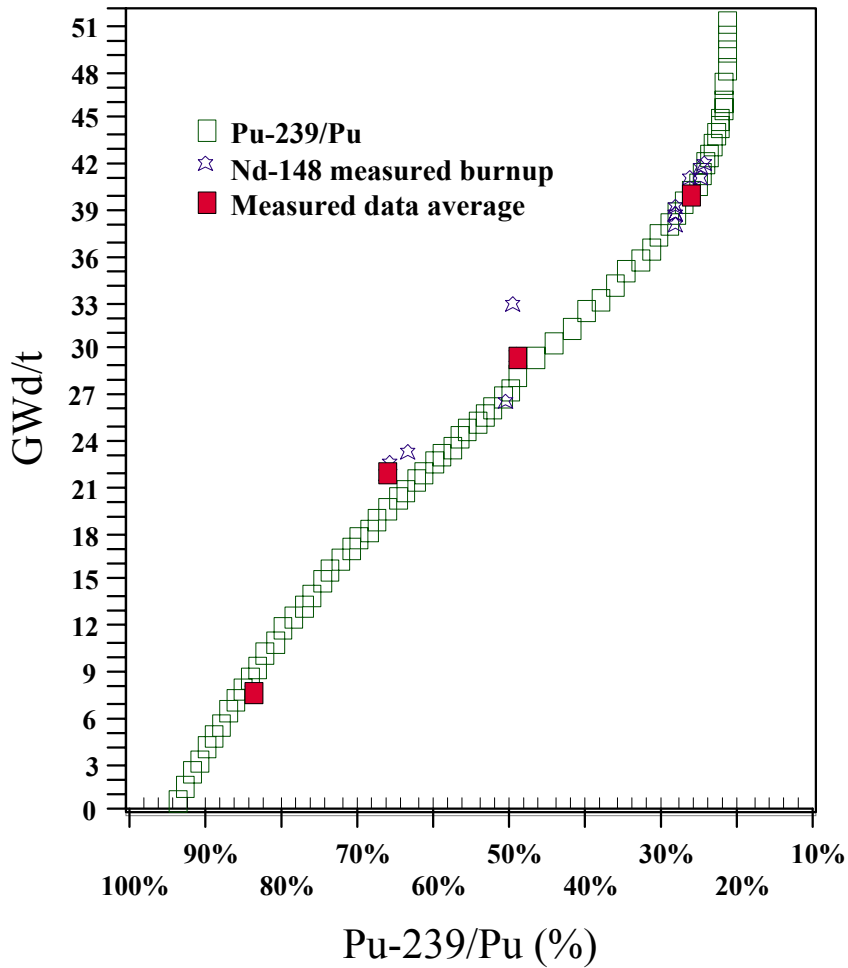 51
48
45
42
39
36
33
30
27
24
21
18
15
12
9
6
3
0
GWd/t
Pu-239/Pu
Nd-148 measured burnup
Measured data average
90% 70% 50% 30% 10%
100% 80% 60% 40% 20%
Pu-239/Pu (%)